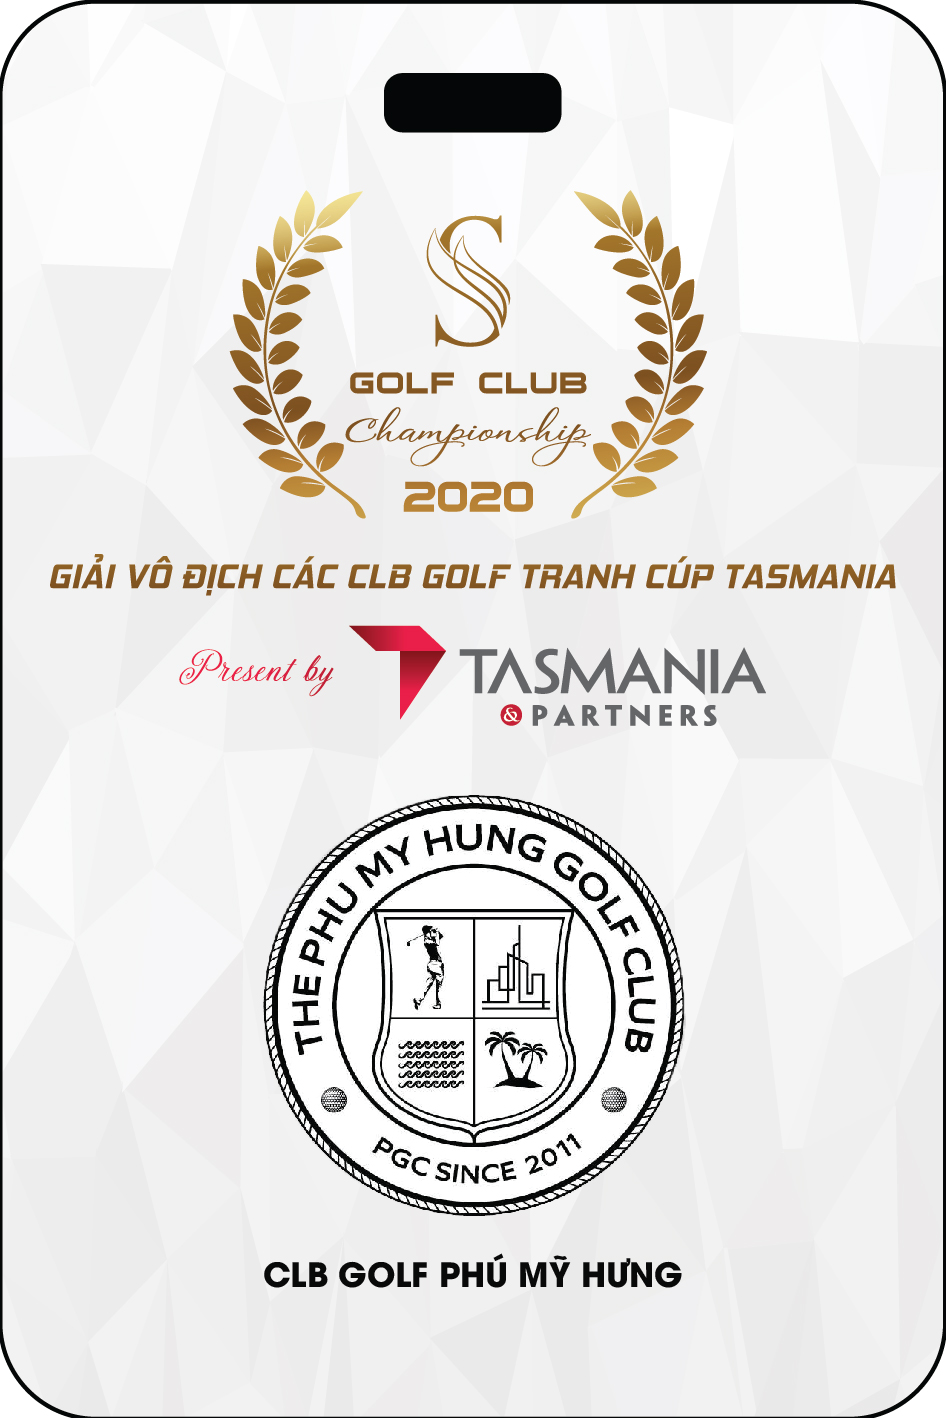 S
GOLF CLUB
Championship
2020
GIẢI VÔ ĐỊCH CÁC CLB GOLF TRANH CÚP TASMANIA
Present by
TASMANIA
& PARTNERS
THE PHU MY HUNG GOLF CLUB
PGC SINCE 2011
CLB GOLF PHÚ MỸ HƯNG